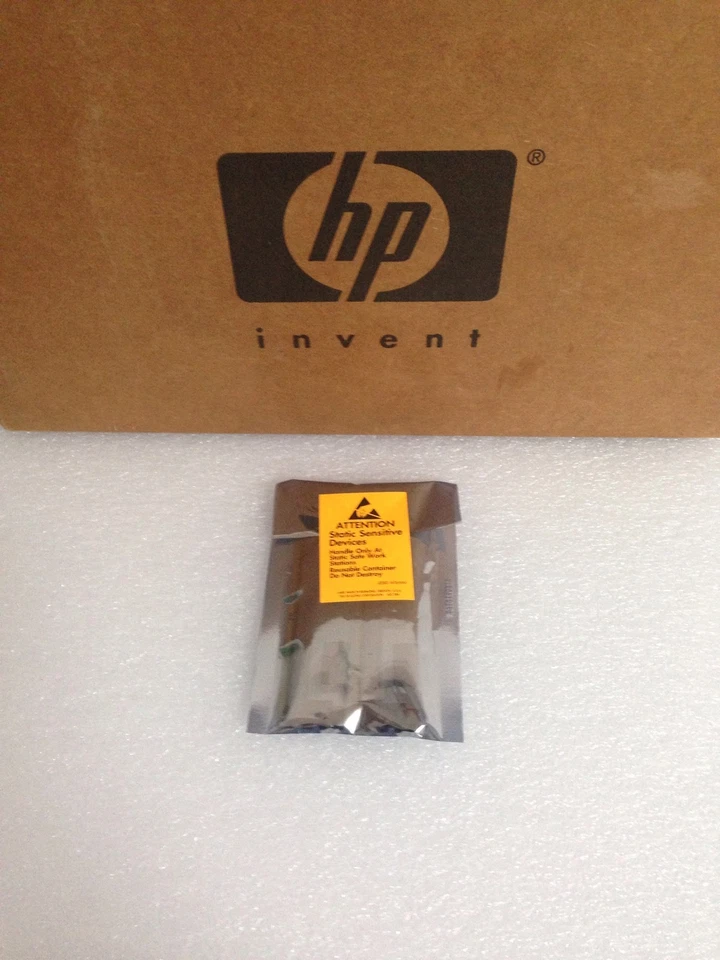 hp®
invent
ATTENTION
Static Sensitive
Devices
Handle Only At
Static Safe Work
Stations
Reusable Container
Do Not Destroy